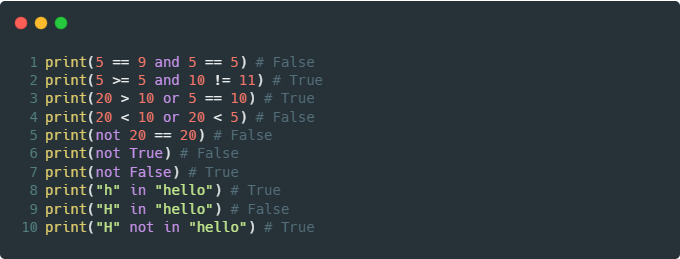 1 print(5 == 9 and 5 == 5) # False
2 print(5 >= 5 and 10 != 11) # True
3 print(20 > 10 or 5 == 10) # True
4 print(20 < 10 or 20 < 5) # False
5 print(not 20 == 20) # False
6 print(not True) # False
7 print(not False) # True
8 print("h" in "hello") # True
9 print("H" in "hello") # False
10 print("H" not in "hello") # True